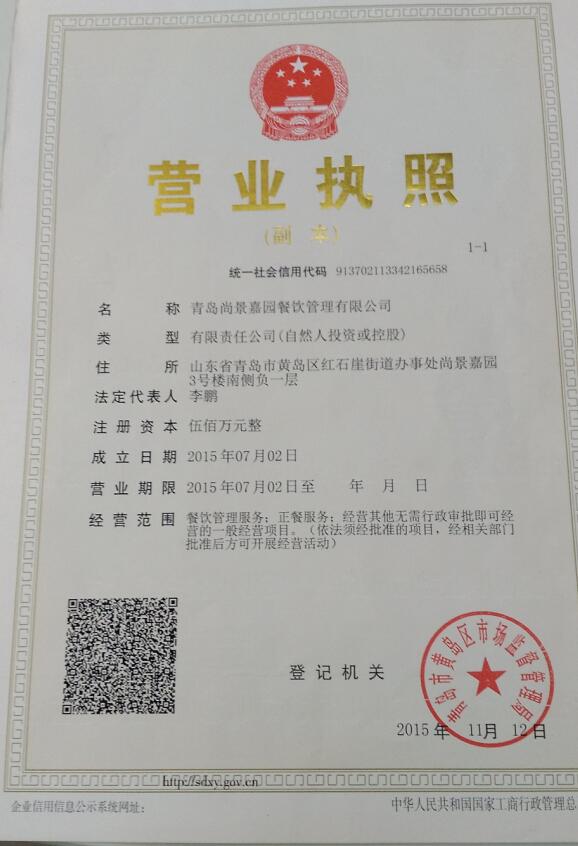 营业执照
(副 本)
1-1
统一社会信用代码 913702113342165658
名 称 青岛尚景嘉园餐饮管理有限公司
类 型 有限责任公司(自然人投资或控股)
住 所 山东省青岛市黄岛区红石崖街道办事处尚景嘉园
3号楼南侧负一层
法定代表人 李鹏
注册资本 伍佰万元整
成立日期 2015年07月02日
营业期限 2015年07月02日至 年 月 日
经营范围 餐饮管理服务;正餐服务;经营其他无需行政审批即可经
营的一般经营项目。(依法须经批准的项目,经相关部门
批准后方可开展经营活动)
登记机关
青岛市黄岛区市场监督管理局
2015年 11月 12日
http://sdxy.gov.cn
企业信用信息公示系统网址:
中华人民共和国国家工商行政管理总